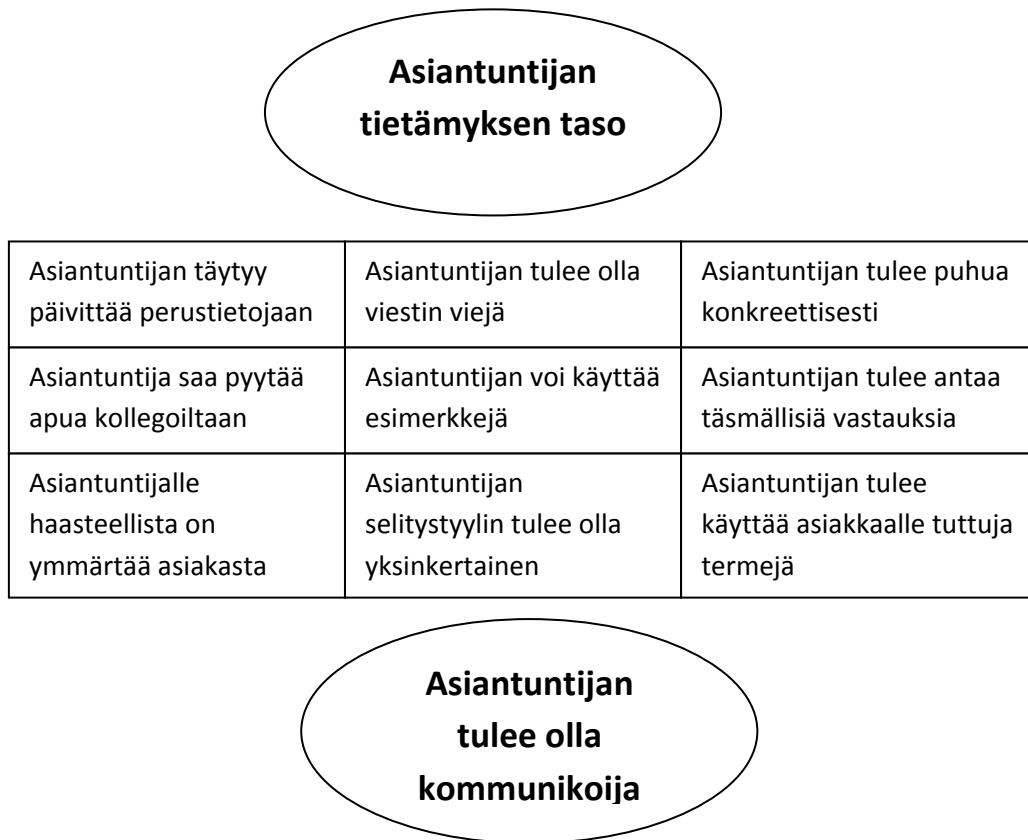 Asiantuntijan
tietämyksen taso
Asiantuntijan täytyy
päivittää perustietojaan
Asiantuntijan tulee olla
viestin viejä
Asiantuntijan tulee puhua
konkreettisesti
Asiantuntija saa pyytää
apua kollegoiltaan
Asiantuntijan voi käyttää
esimerkkejä
Asiantuntijan tulee antaa
täsmällisiä vastauksia
Asiantuntijalle
haasteellista on
ymmärtää asiakasta
Asiantuntijan
selitystyylin tulee olla
yksinkertainen
Asiantuntijan tulee
käyttää asiakkaalle tuttuja
termejä
Asiantuntijan
tulee olla
kommunikoija